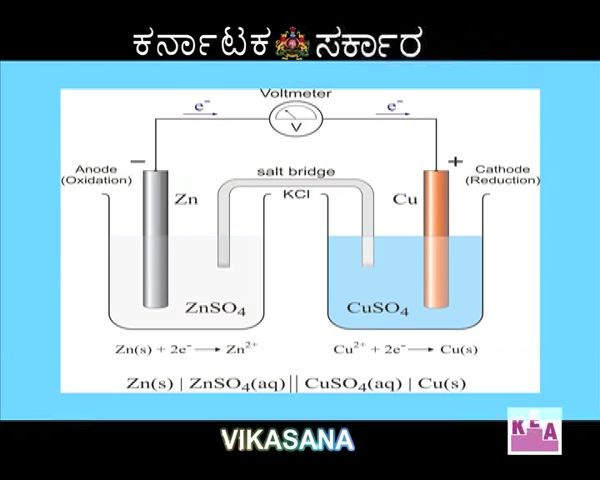 ಕರ್ನಾಟಕ ಸರ್ಕಾರ
Voltmeter
e⁻
e⁻
V
−
+
Anode
(Oxidation)
Cathode
(Reduction)
salt bridge
Zn
KCl
Cu
ZnSO₄
CuSO₄
Zn(s) + 2e⁻ ⟶ Zn²⁺
Cu²⁺ + 2e⁻ ⟶ Cu(s)
Zn(s) | ZnSO₄(aq) || CuSO₄(aq) | Cu(s)
KEA
VIKASANA